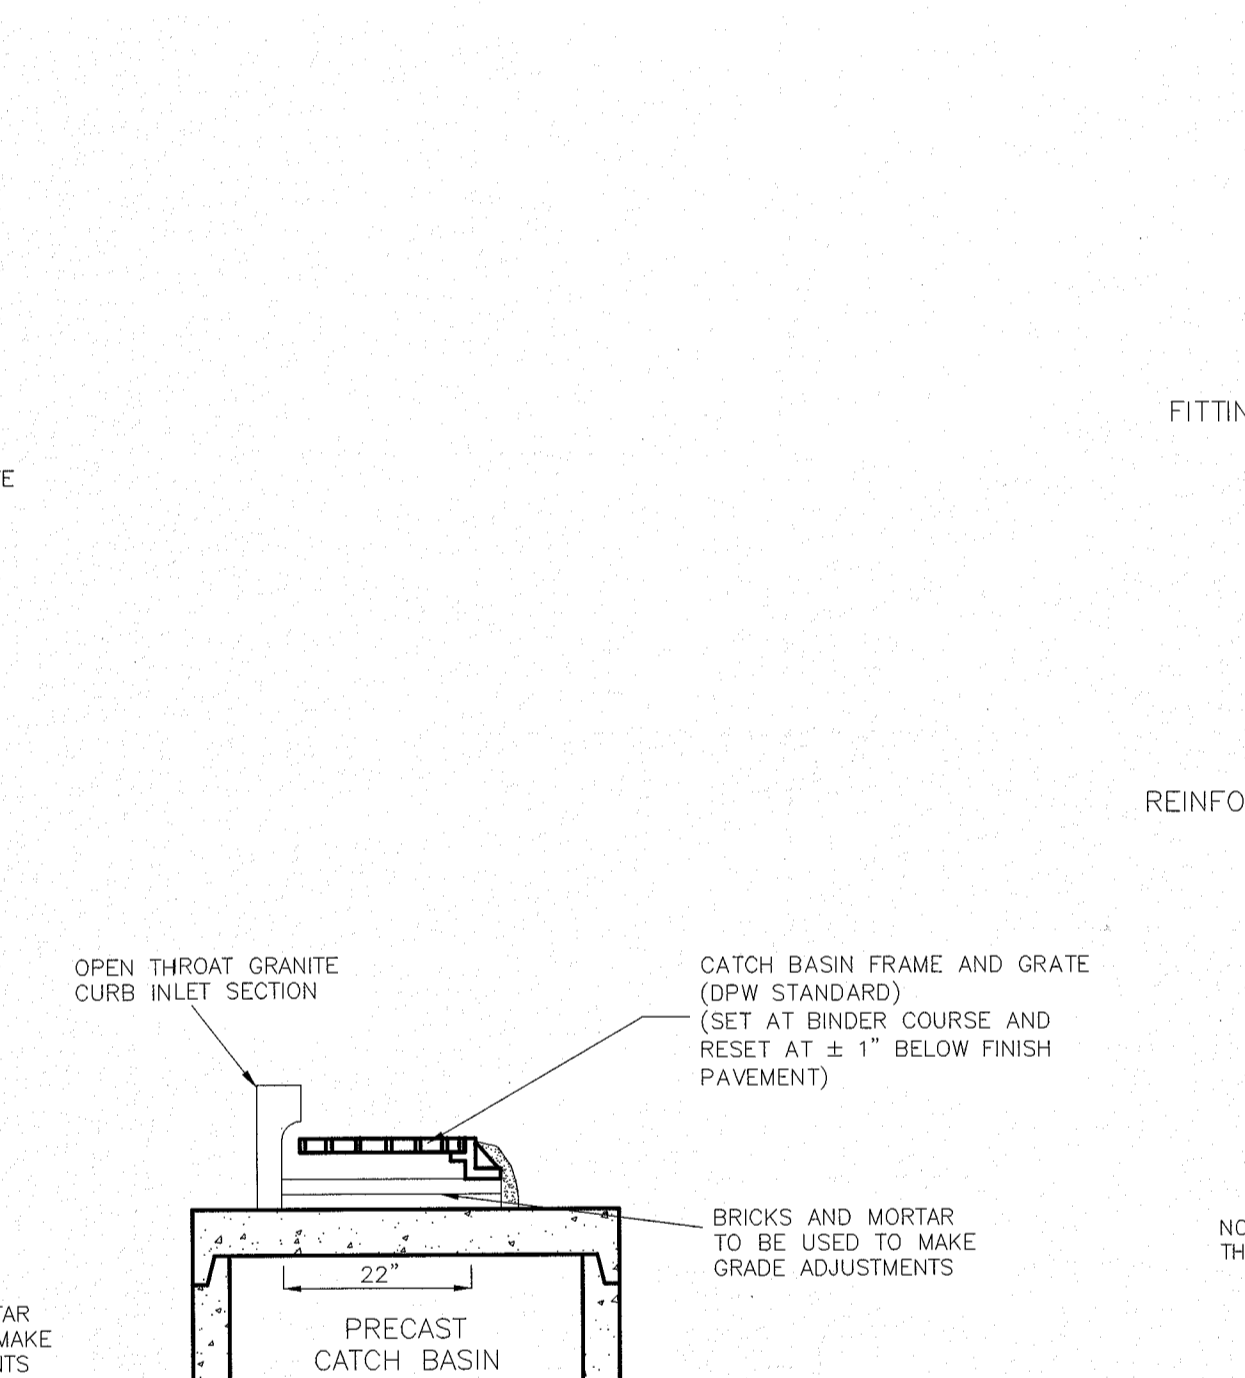 FITTIN
E
REINFO
OPEN THROAT GRANITE
CURB INLET SECTION
CATCH BASIN FRAME AND GRATE
(DPW STANDARD)
(SET AT BINDER COURSE AND
RESET AT ± 1" BELOW FINISH
PAVEMENT)
BRICKS AND MORTAR
TO BE USED TO MAKE
GRADE ADJUSTMENTS
NO
TH
22"
PRECAST
CATCH BASIN
TAR
MAKE
NTS